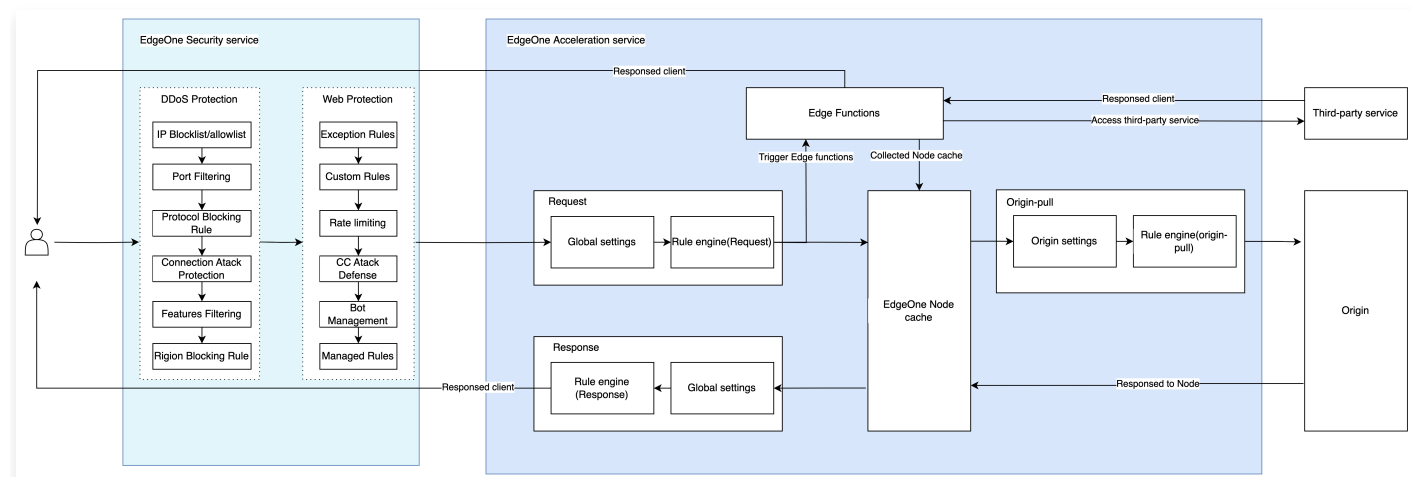 EdgeOne Security service
EdgeOne Acceleration service
Responsed client
DDoS Protection
IP Blocklist/allowlist
Port Filtering
Protocol Blocking
Rule
Connection Atack
Protection
Features Filtering
Rigion Blocking Rule
Web Protection
Exception Rules
Custom Rules
Rate limiting
CC Atack
Defense
Bot
Management
Managed Rules
Edge Functions
Responsed client
Access third-party service
Third-party service
Trigger Edge functions
Collected Node cache
Request
Global settings
Rule engine(Request)
EdgeOne Node
cache
Origin-pull
Origin settings
Rule engine(origin-
pull)
Origin
Response
Rule engine
(Response)
Global settings
Responsed client
Responsed to Node